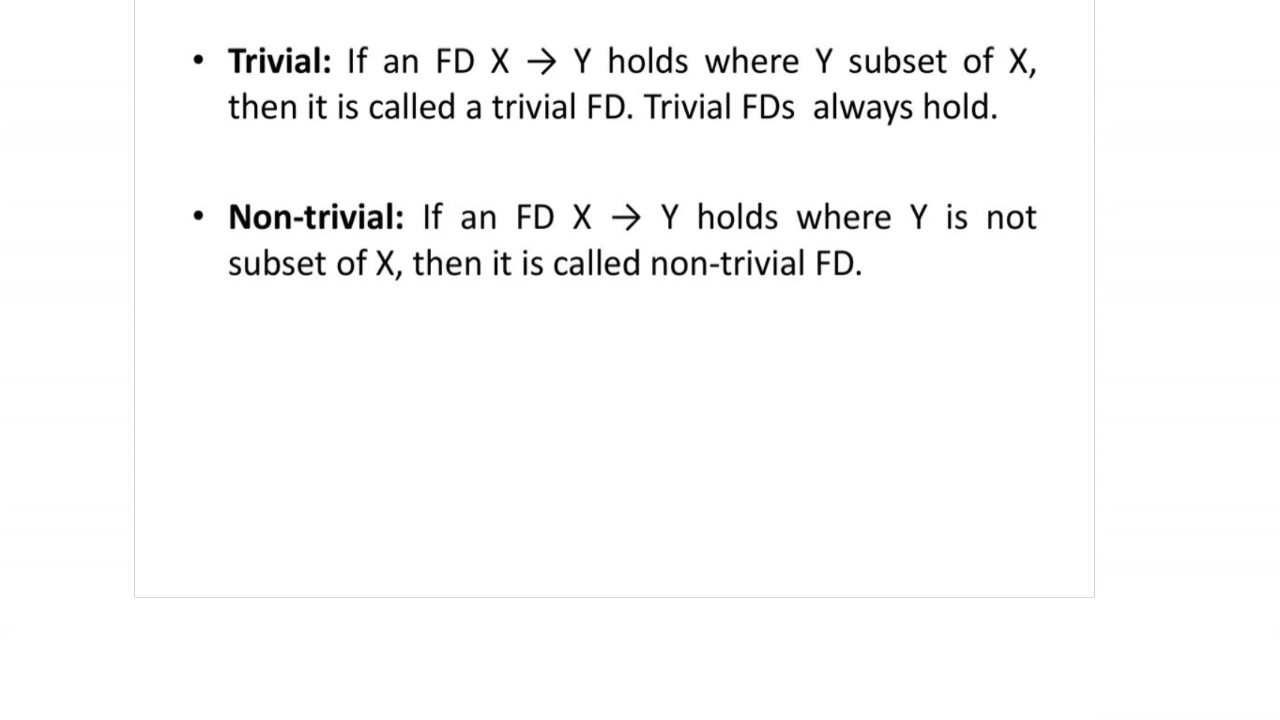 • Trivial: If an FD X → Y holds where Y subset of X,
then it is called a trivial FD. Trivial FDs always hold.
• Non-trivial: If an FD X → Y holds where Y is not
subset of X, then it is called non-trivial FD.